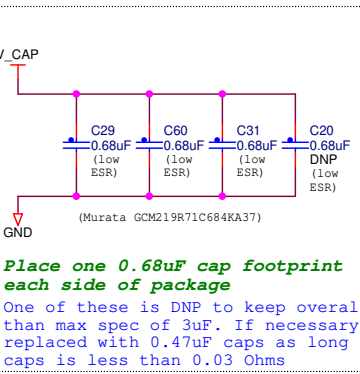 V_CAP
C29 C60 C31 C20
0.68uF 0.68uF 0.68uF 0.68uF
(low (low (low DNP
ESR) ESR) ESR) (low
ESR)
(Murata GCM219R71C684KA37)
GND
Place one 0.68uF cap footprint
each side of package
One of these is DNP to keep overal
than max spec of 3uF. If necessary
replaced with 0.47uF caps as long
caps is less than 0.03 Ohms